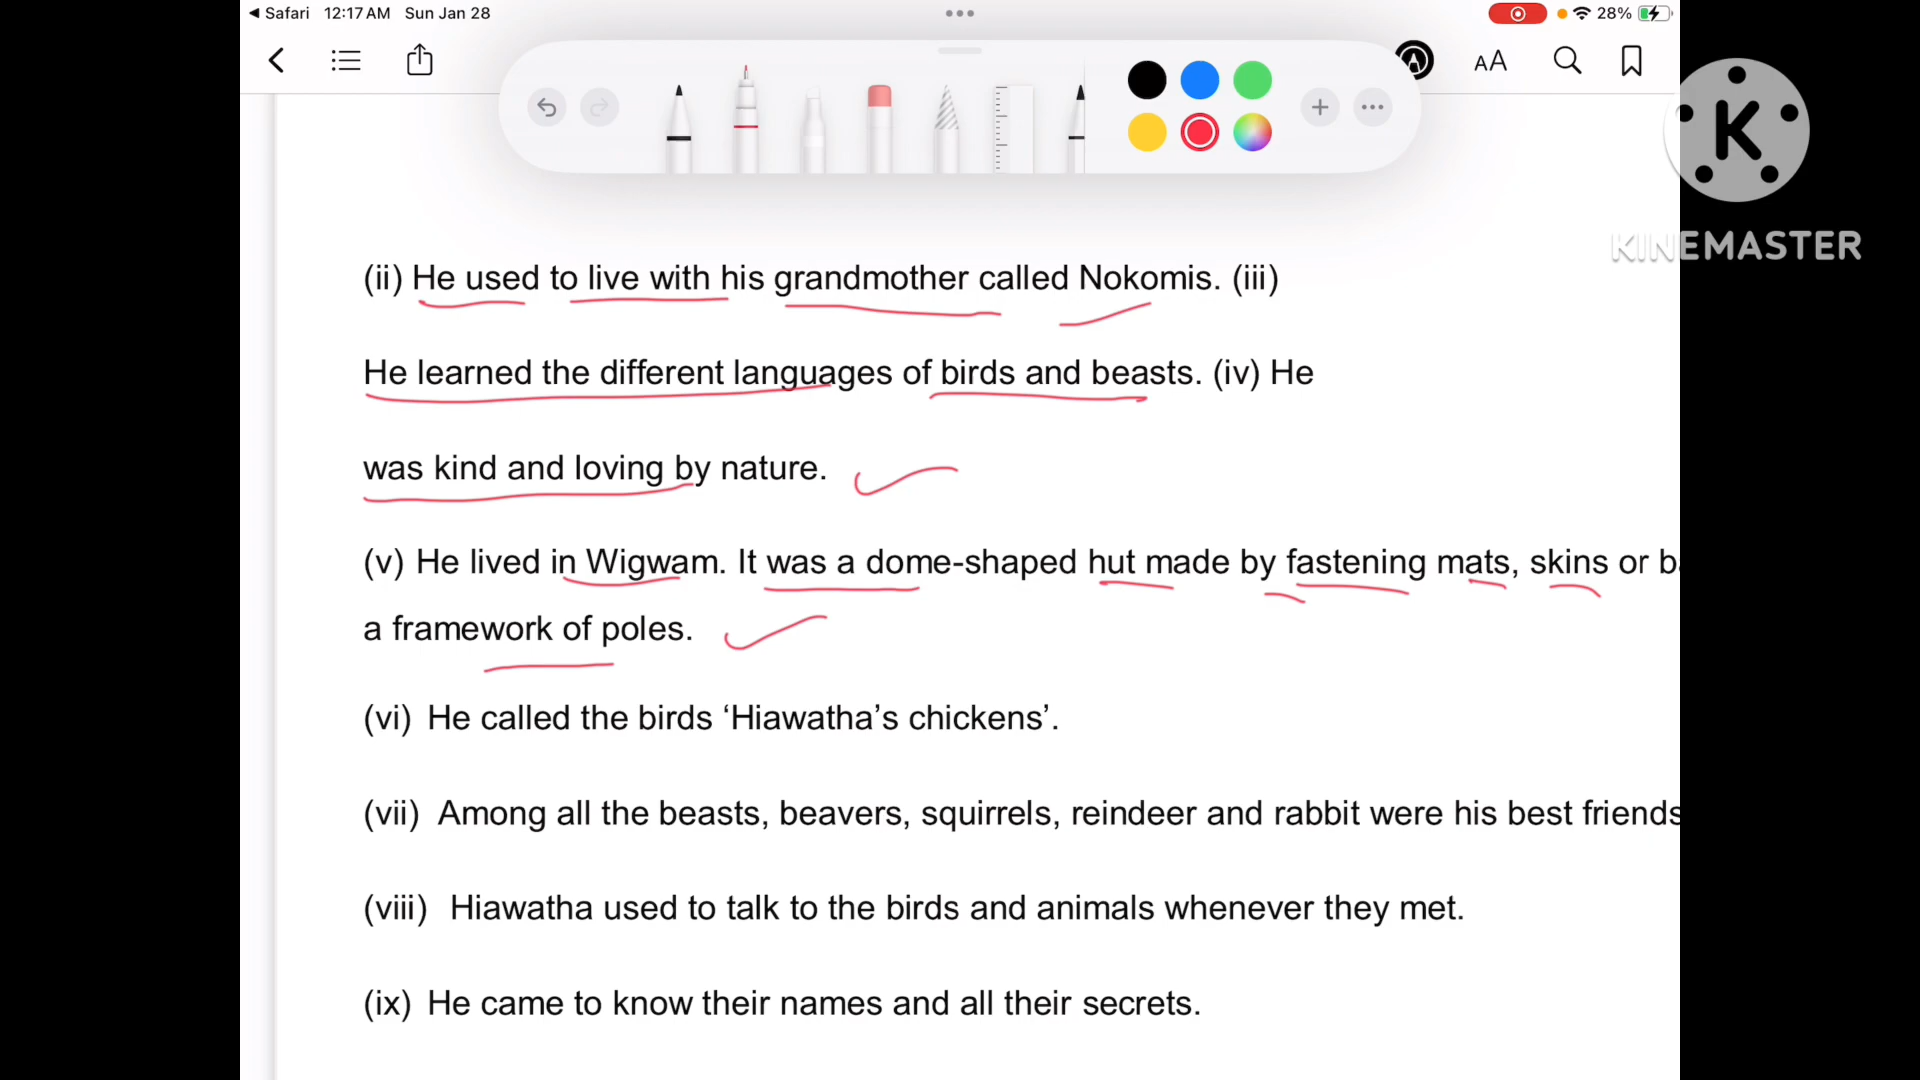 Safari 12:17 AM Sun Jan 28
28%
AA
K
KINEMASTER
(ii) He used to live with his grandmother called Nokomis. (iii)
He learned the different languages of birds and beasts. (iv) He
was kind and loving by nature.
(v) He lived in Wigwam. It was a dome-shaped hut made by fastening mats, skins or
a framework of poles.
(vi) He called the birds ‘Hiawatha’s chickens’.
(vii) Among all the beasts, beavers, squirrels, reindeer and rabbit were his best friends
(viii) Hiawatha used to talk to the birds and animals whenever they met.
(ix) He came to know their names and all their secrets.